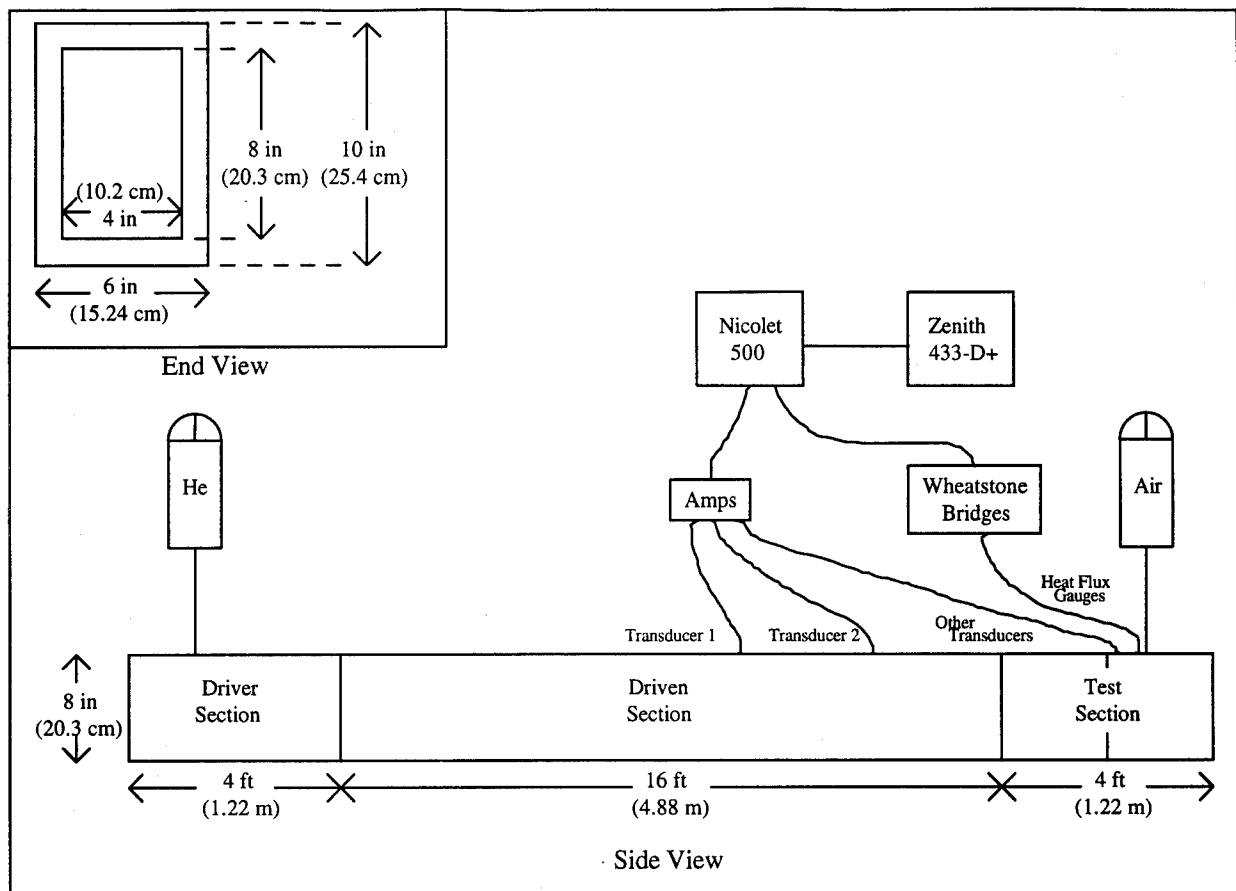 8 in
(20.3 cm)
10 in
(25.4 cm)
(10.2 cm)
4 in
6 in
(15.24 cm)
End View
Nicolet
500
Zenith
433-D+
He
Amps
Wheatstone
Bridges
Air
Heat Flux
Gauges
Transducer 1
Transducer 2
Other
Transducers
8 in
(20.3 cm)
Driver
Section
Driven
Section
Test
Section
4 ft
(1.22 m)
16 ft
(4.88 m)
4 ft
(1.22 m)
Side View